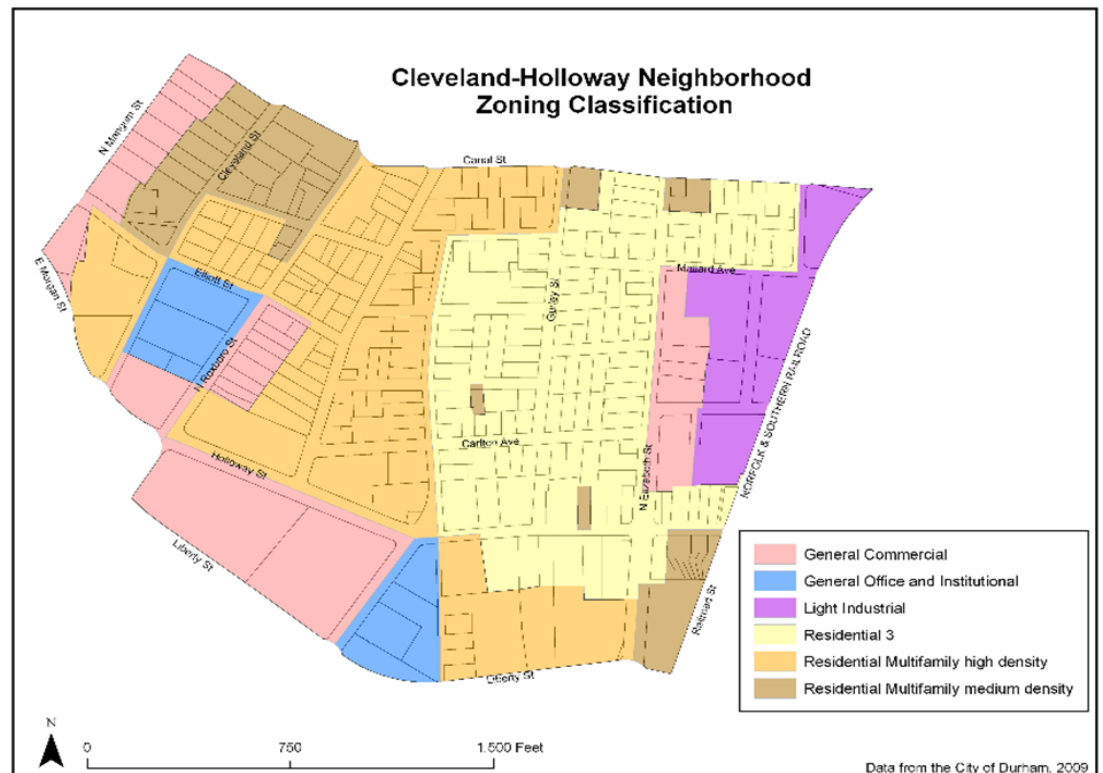 Cleveland-Holloway Neighborhood
Zoning Classification
N Mangum St
Cleveland St
Canal St
E Morgan St
Elliott St
Mallard Ave
Gurley St
N Roxboro St
NORFOLK & SOUTHERN RAILROAD
Carlton Ave
Holloway St
N Elizabeth St
Liberty St
Railroad St
Liberty St
General Commercial
General Office and Institutional
Light Industrial
Residential 3
Residential Multifamily high density
Residential Multifamily medium density
N
0 750 1,500 Feet
Data from the City of Durham, 2009